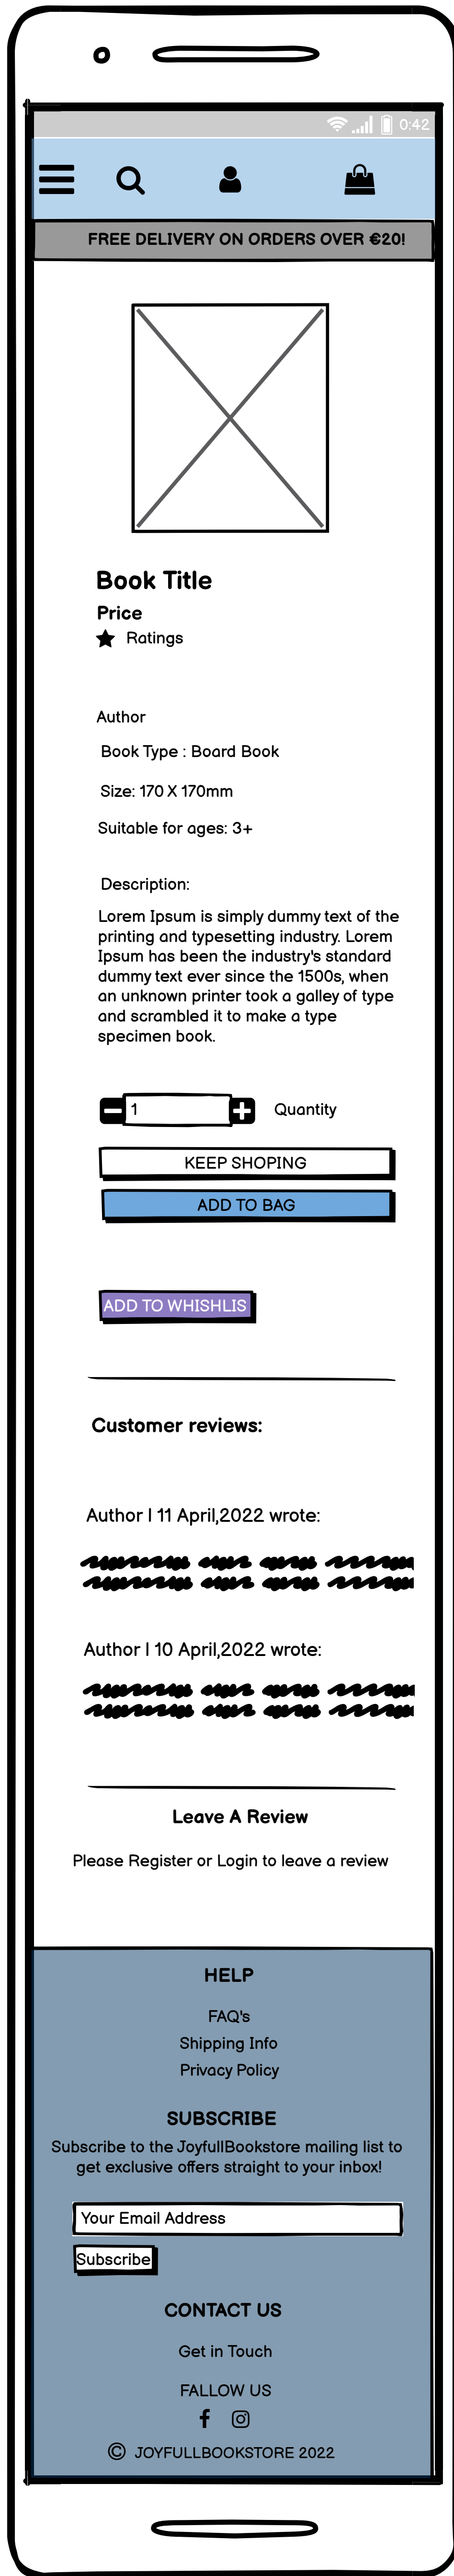 0:42
FREE DELIVERY ON ORDERS OVER €20!
Book Title
Price
Ratings
Author
Book Type : Board Book
Size: 170 X 170mm
Suitable for ages: 3+
Description:
Lorem Ipsum is simply dummy text of the
printing and typesetting industry. Lorem
Ipsum has been the industry's standard
dummy text ever since the 1500s, when
an unknown printer took a galley of type
and scrambled it to make a type
specimen book.
1 Quantity
KEEP SHOPING
ADD TO BAG
ADD TO WHISHLIS
Customer reviews:
Author | 11 April,2022 wrote:
Author | 10 April,2022 wrote:
Leave A Review
Please Register or Login to leave a review
HELP
FAQ's
Shipping Info
Privacy Policy
SUBSCRIBE
Subscribe to the JoyfullBookstore mailing list to
get exclusive offers straight to your inbox!
Your Email Address
Subscribe
CONTACT US
Get in Touch
FALLOW US
© JOYFULLBOOKSTORE 2022